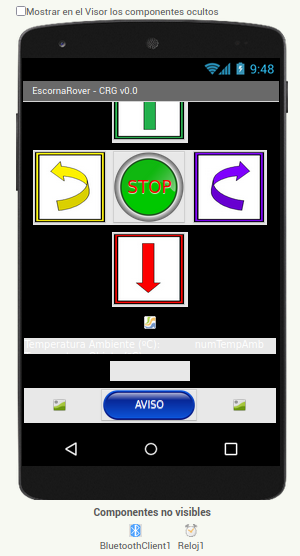 Mostrar en el Visor los componentes ocultos
9:48
EscornaRover - CRG v0.0
STOP
Temperatura Ambiente (ºC): numTempAmb
AVISO
Componentes no visibles
BluetoothClient1 Reloj1